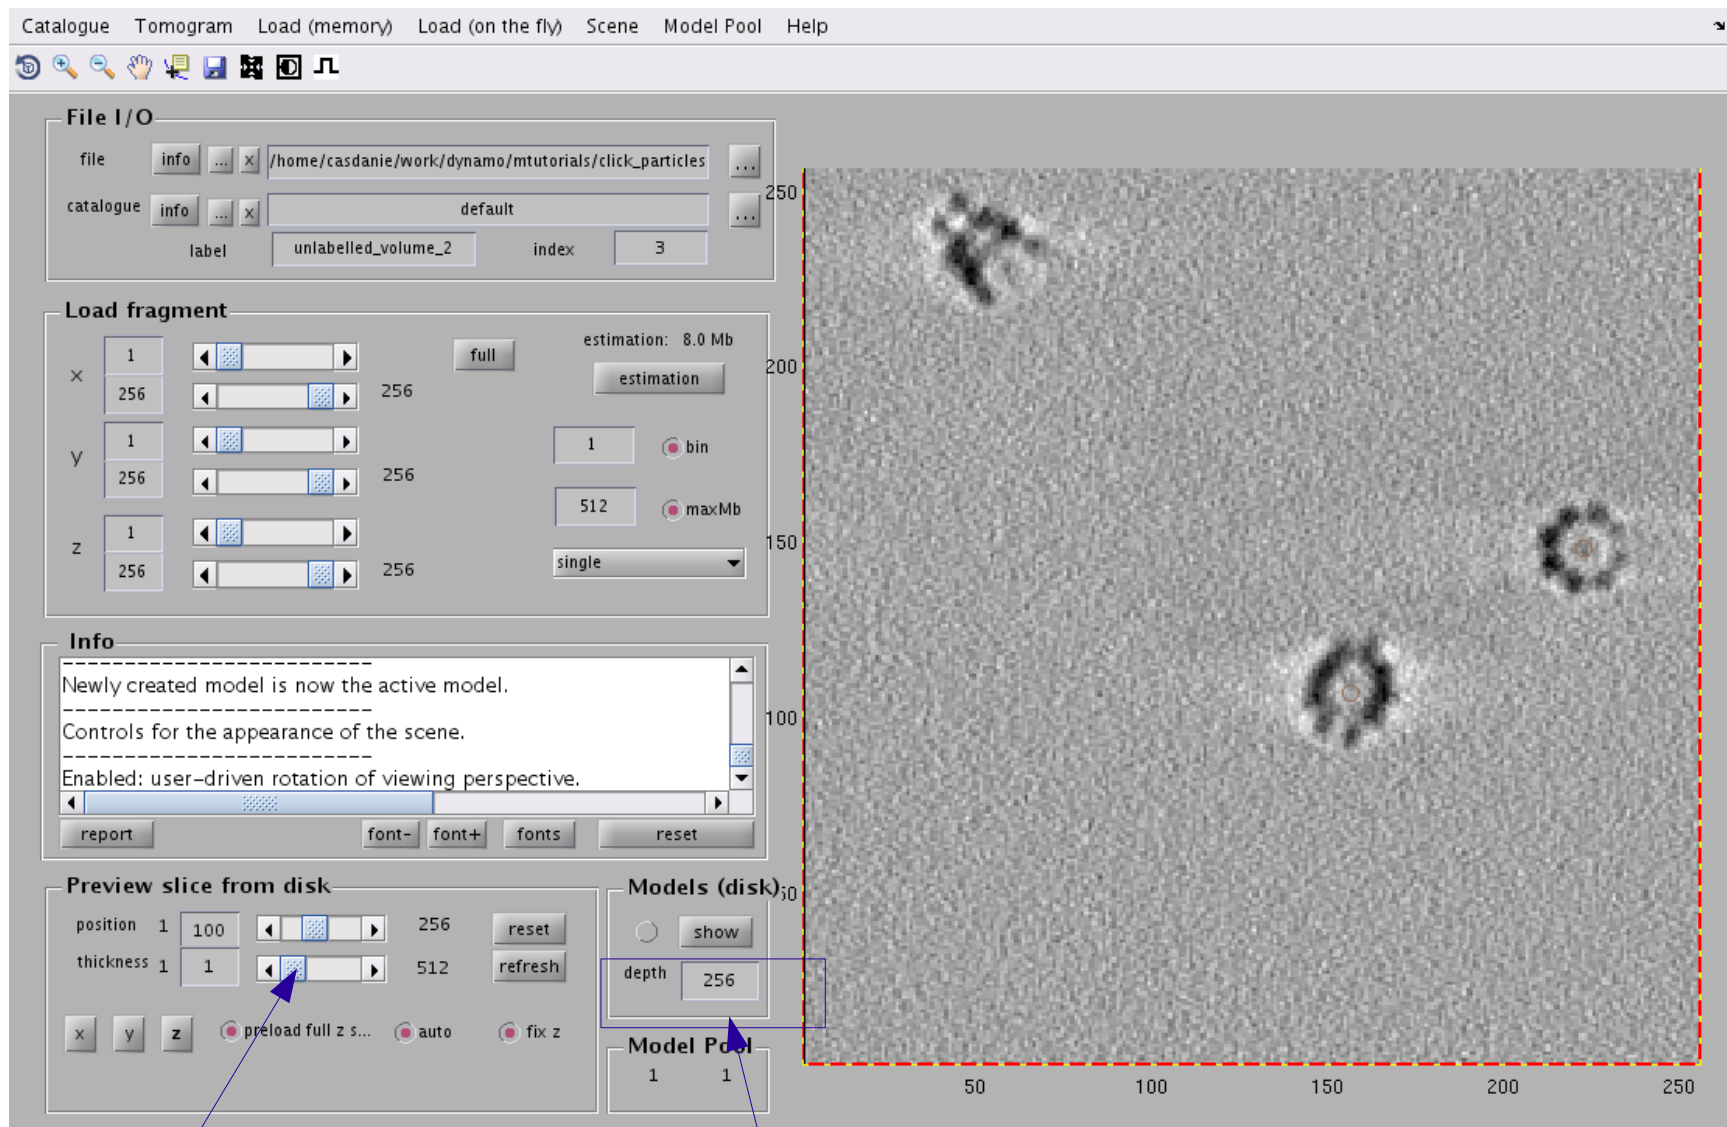 Catalogue Tomogram Load (memory) Load (on the fly) Scene Model Pool Help
File I/O
file info ... x /home/casdanie/work/dynamo/mtutorials/click_particles ...
catalogue info ... x default ...
label unlabelled_volume_2 index 3
Load fragment
x 1 full estimation: 8.0 Mb
256 256 estimation
y 1 1 bin
256 256
512 maxMb
z 1
256 256 single
Info
-------------------------
Newly created model is now the active model.
-------------------------
Controls for the appearance of the scene.
-------------------------
Enabled: user-driven rotation of viewing perspective.
report font- font+ fonts reset
Preview slice from disk
position 1 100 256 reset
thickness 1 1 512 refresh
x y z preload full z s... auto fix z
Models (disk)
show
depth 256
Model Pool
1 1
250
200
150
100
50
50 100 150 200 250